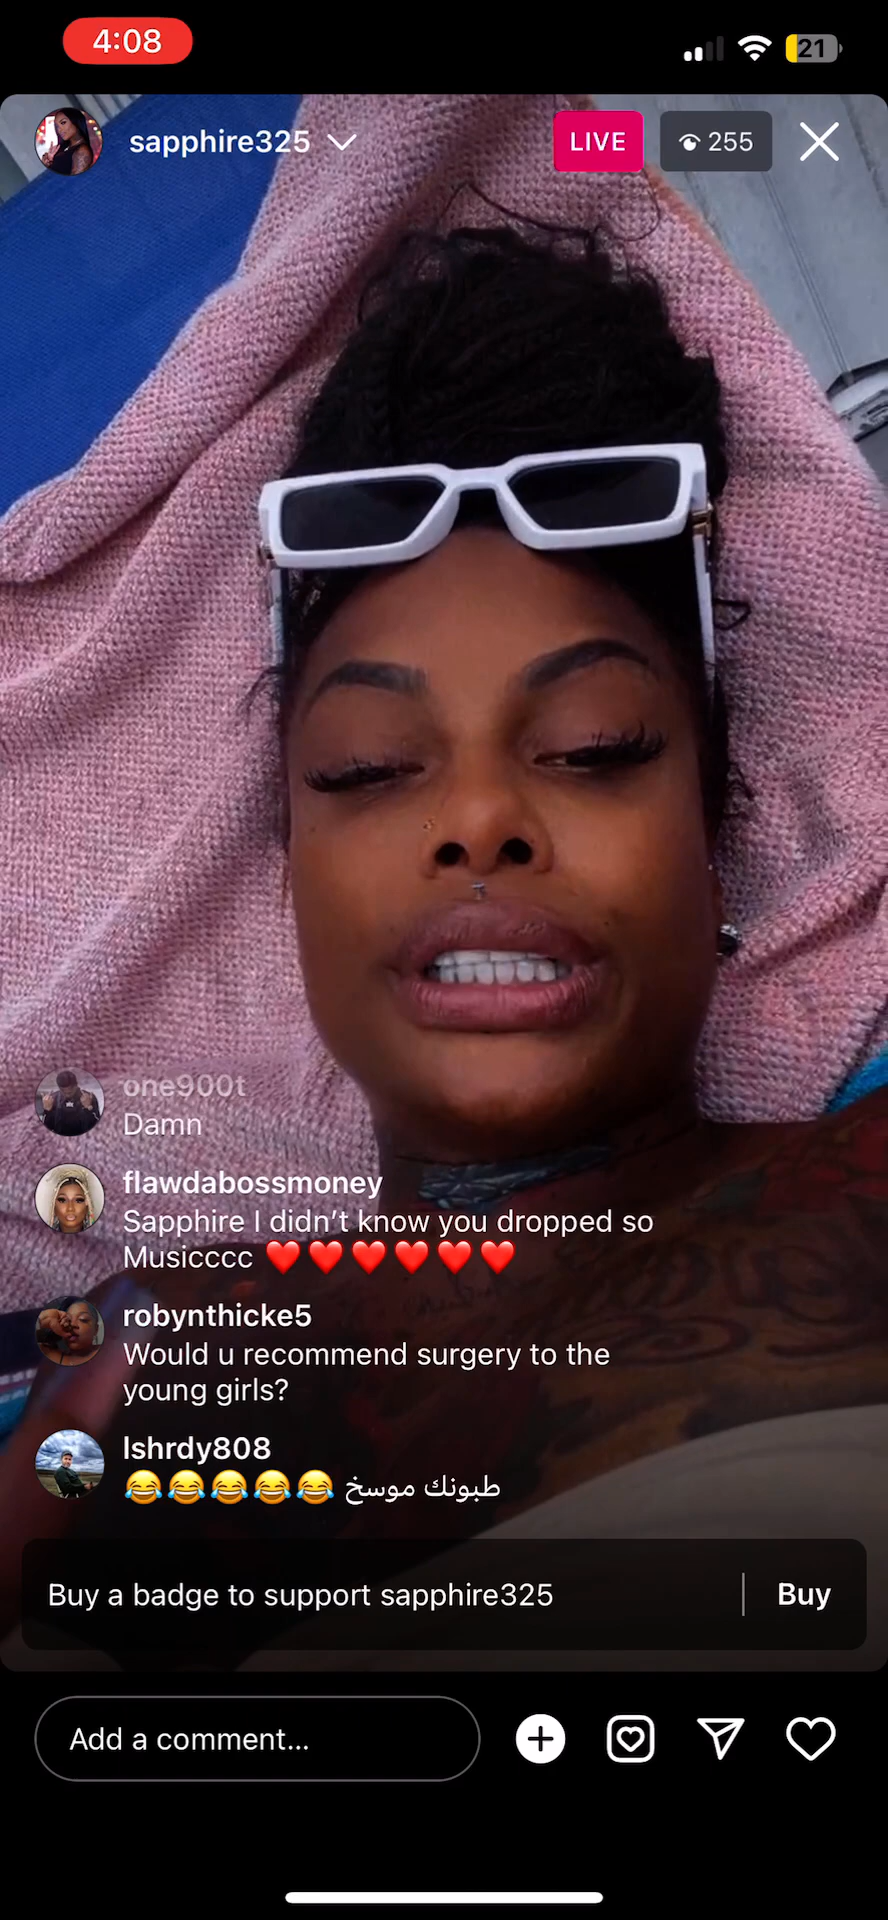 4:08
21
sapphire325
LIVE
255
one900t
Damn
flawdabossmoney
Sapphire I didn't know you dropped so
Musicccc ❤️❤️❤️❤️❤️❤️
robynthicke5
Would u recommend surgery to the
young girls?
lshrdy808
😂😂😂😂😂 طبونك موسخ
Buy a badge to support sapphire325
Buy
Add a comment...